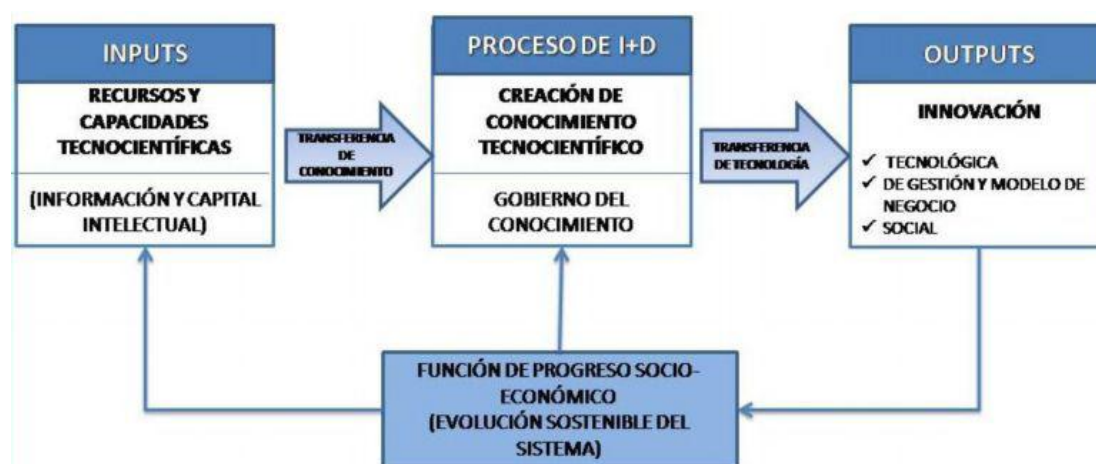 INPUTS
RECURSOS Y
CAPACIDADES
TECNOCIENTÍFICAS
(INFORMACIÓN Y CAPITAL
INTELECTUAL)
TRANSFERENCIA
DE
CONOCIMIENTO
PROCESO DE I+D
CREACIÓN DE
CONOCIMIENTO
TECNOCIENTÍFICO
GOBIERNO DEL
CONOCIMIENTO
TRANSFERENCIA
DE TECNOLOGÍA
OUTPUTS
INNOVACIÓN
✓ TECNOLÓGICA
✓ DE GESTIÓN Y MODELO DE
NEGOCIO
✓ SOCIAL
FUNCIÓN DE PROGRESO SOCIO-
ECONÓMICO
(EVOLUCIÓN SOSTENIBLE DEL
SISTEMA)